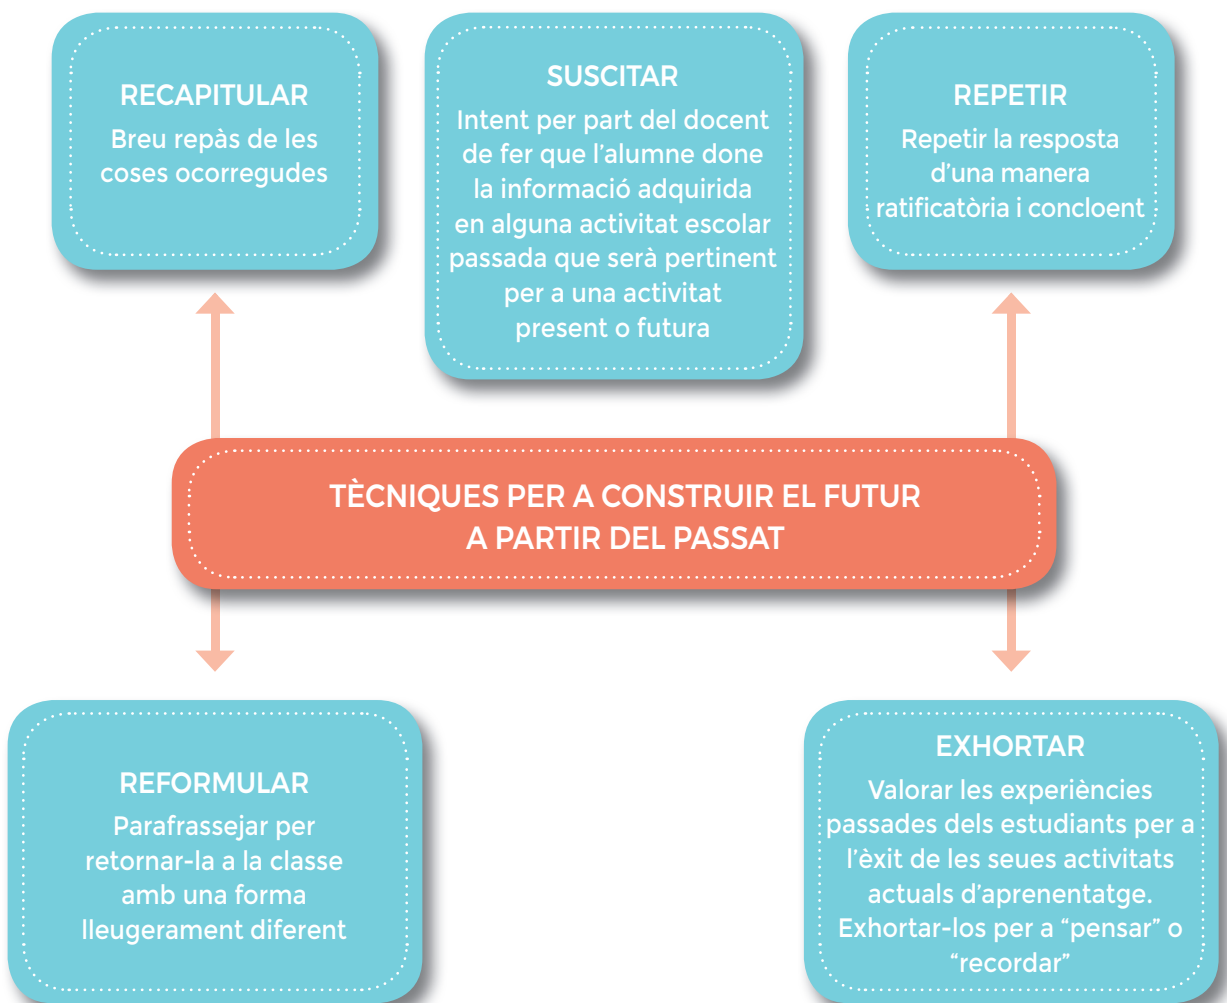 RECAPITULAR
Breu repàs de les
coses ocorregudes
SUSCITAR
Intent per part del docent
de fer que l'alumne done
la informació adquirida
en alguna activitat escolar
passada que serà pertinent
per a una activitat
present o futura
REPETIR
Repetir la resposta
d'una manera
ratificatòria i concloent
TÈCNIQUES PER A CONSTRUIR EL FUTUR
A PARTIR DEL PASSAT
REFORMULAR
Parafrassejar per
retornar-la a la classe
amb una forma
lleugerament diferent
EXHORTAR
Valorar les experiències
passades dels estudiants per a
l'èxit de les seues activitats
actuals d'aprenentatge.
Exhortar-los per a “pensar” o
“recordar”